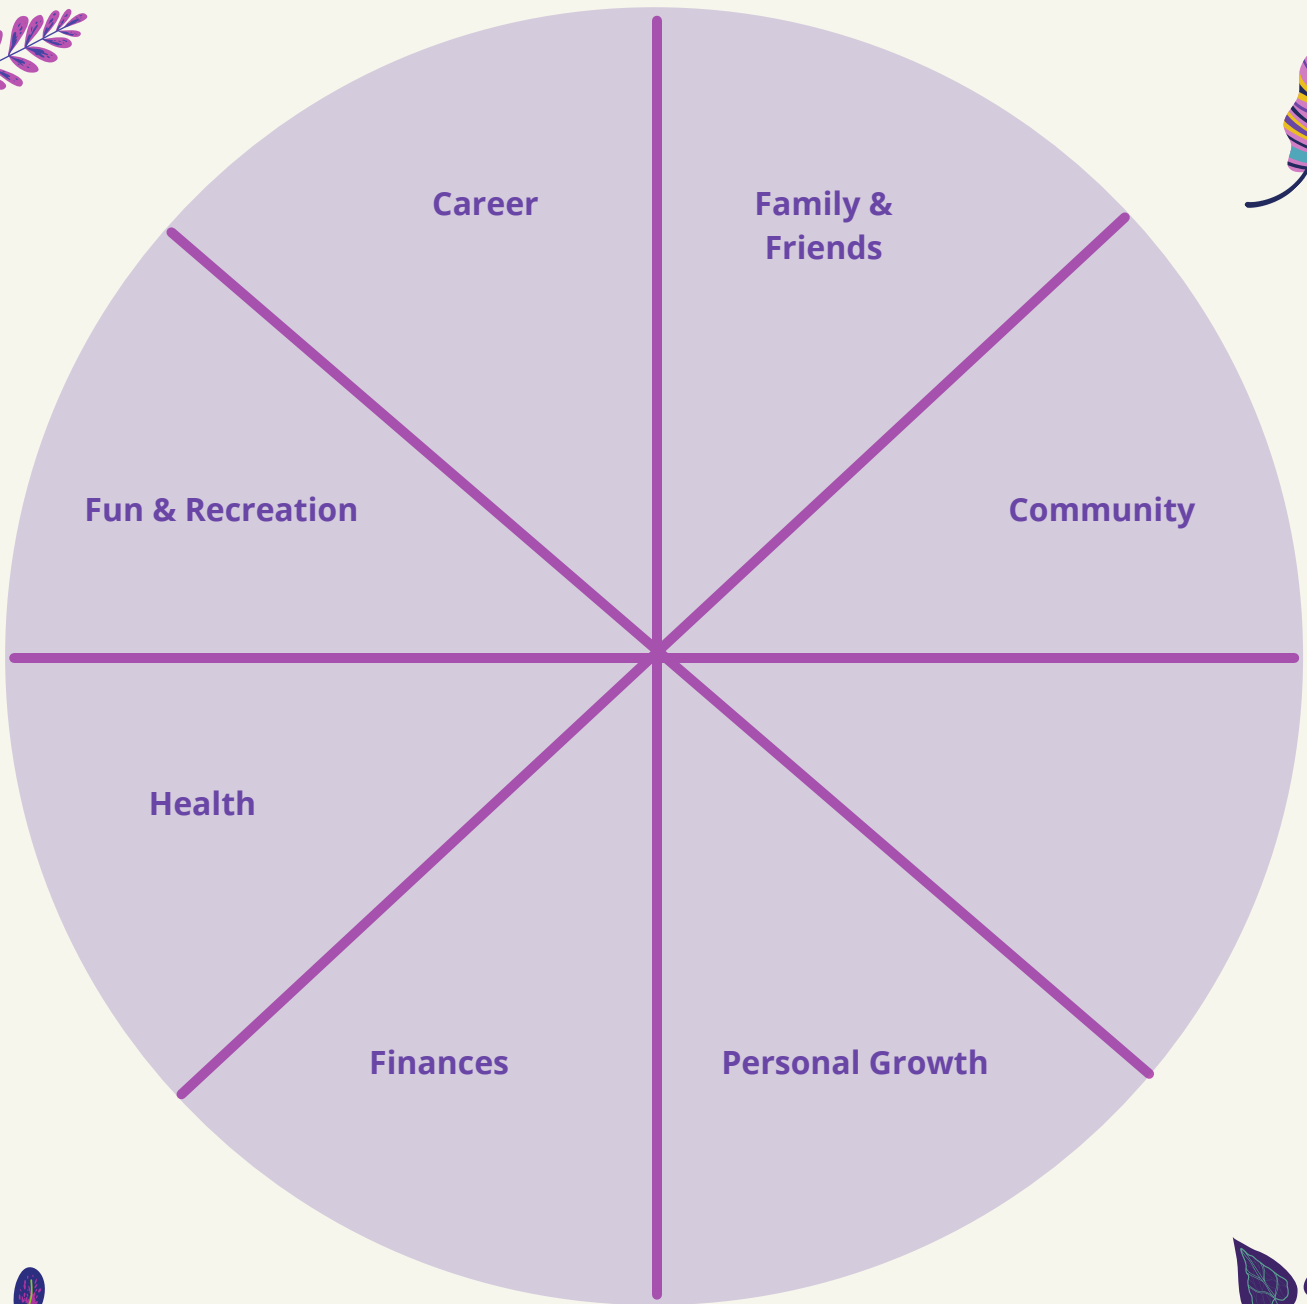 Career
Family &
Friends
Fun & Recreation
Community
Health
Finances
Personal Growth